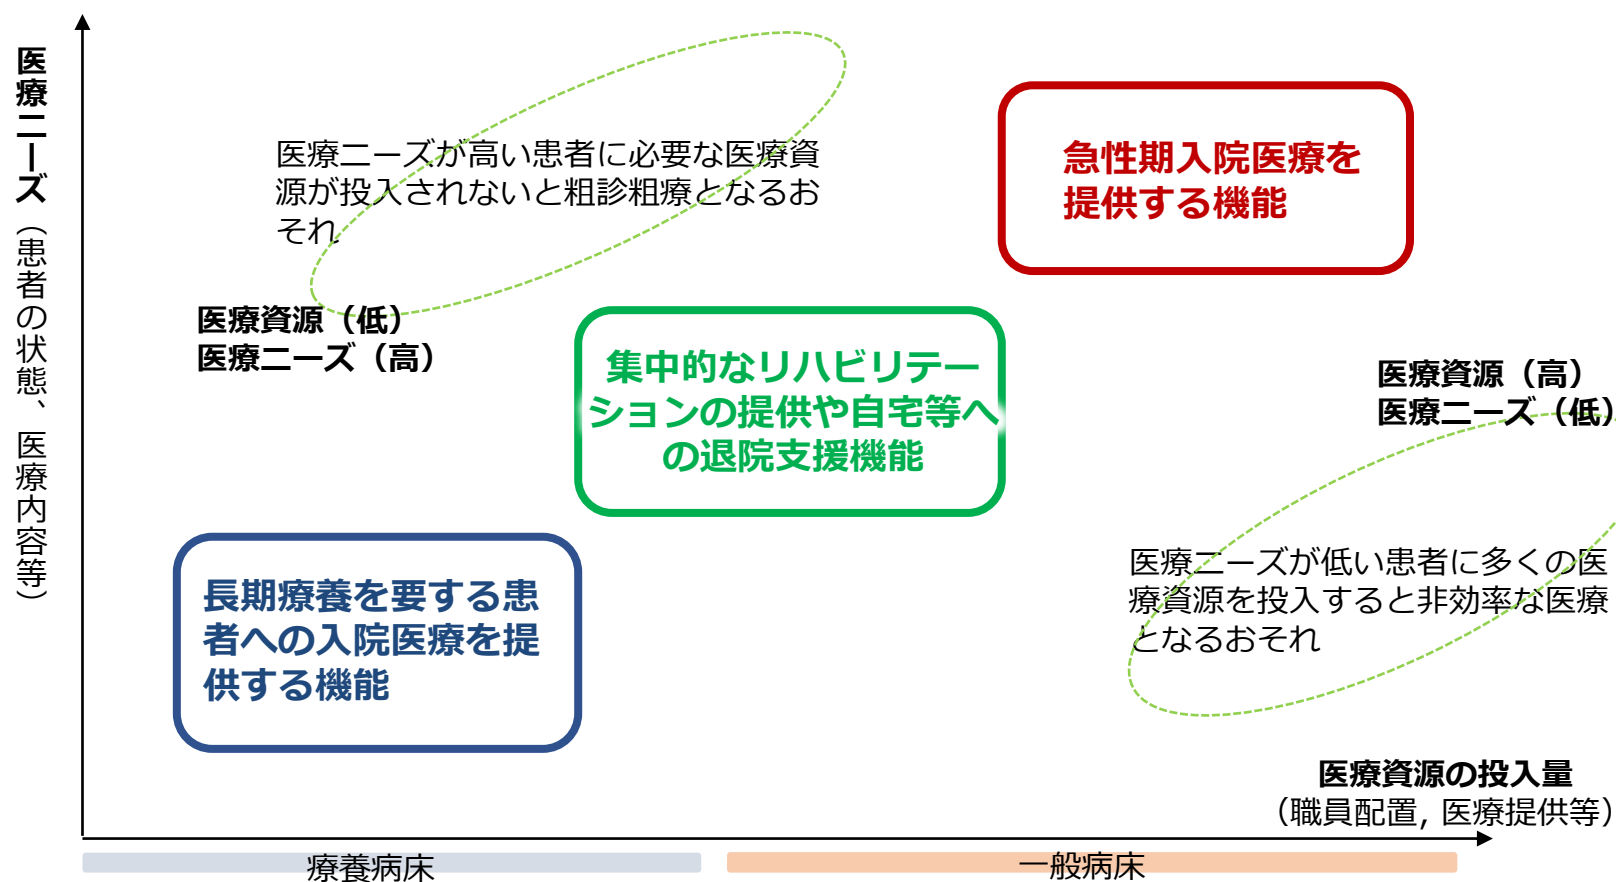 医療ニーズ（患者の状態、医療内容等）
医療ニーズが高い患者に必要な医療資
源が投入されないと粗診粗療となるお
それ
医療資源（低）
医療ニーズ（高）
急性期入院医療を
提供する機能
集中的なリハビリテー
ションの提供や自宅等へ
の退院支援機能
医療資源（高）
医療ニーズ（低）
長期療養を要する患
者への入院医療を提
供する機能
医療ニーズが低い患者に多くの医
療資源を投入すると非効率な医療
となるおそれ
医療資源の投入量
（職員配置, 医療提供等）
療養病床
一般病床